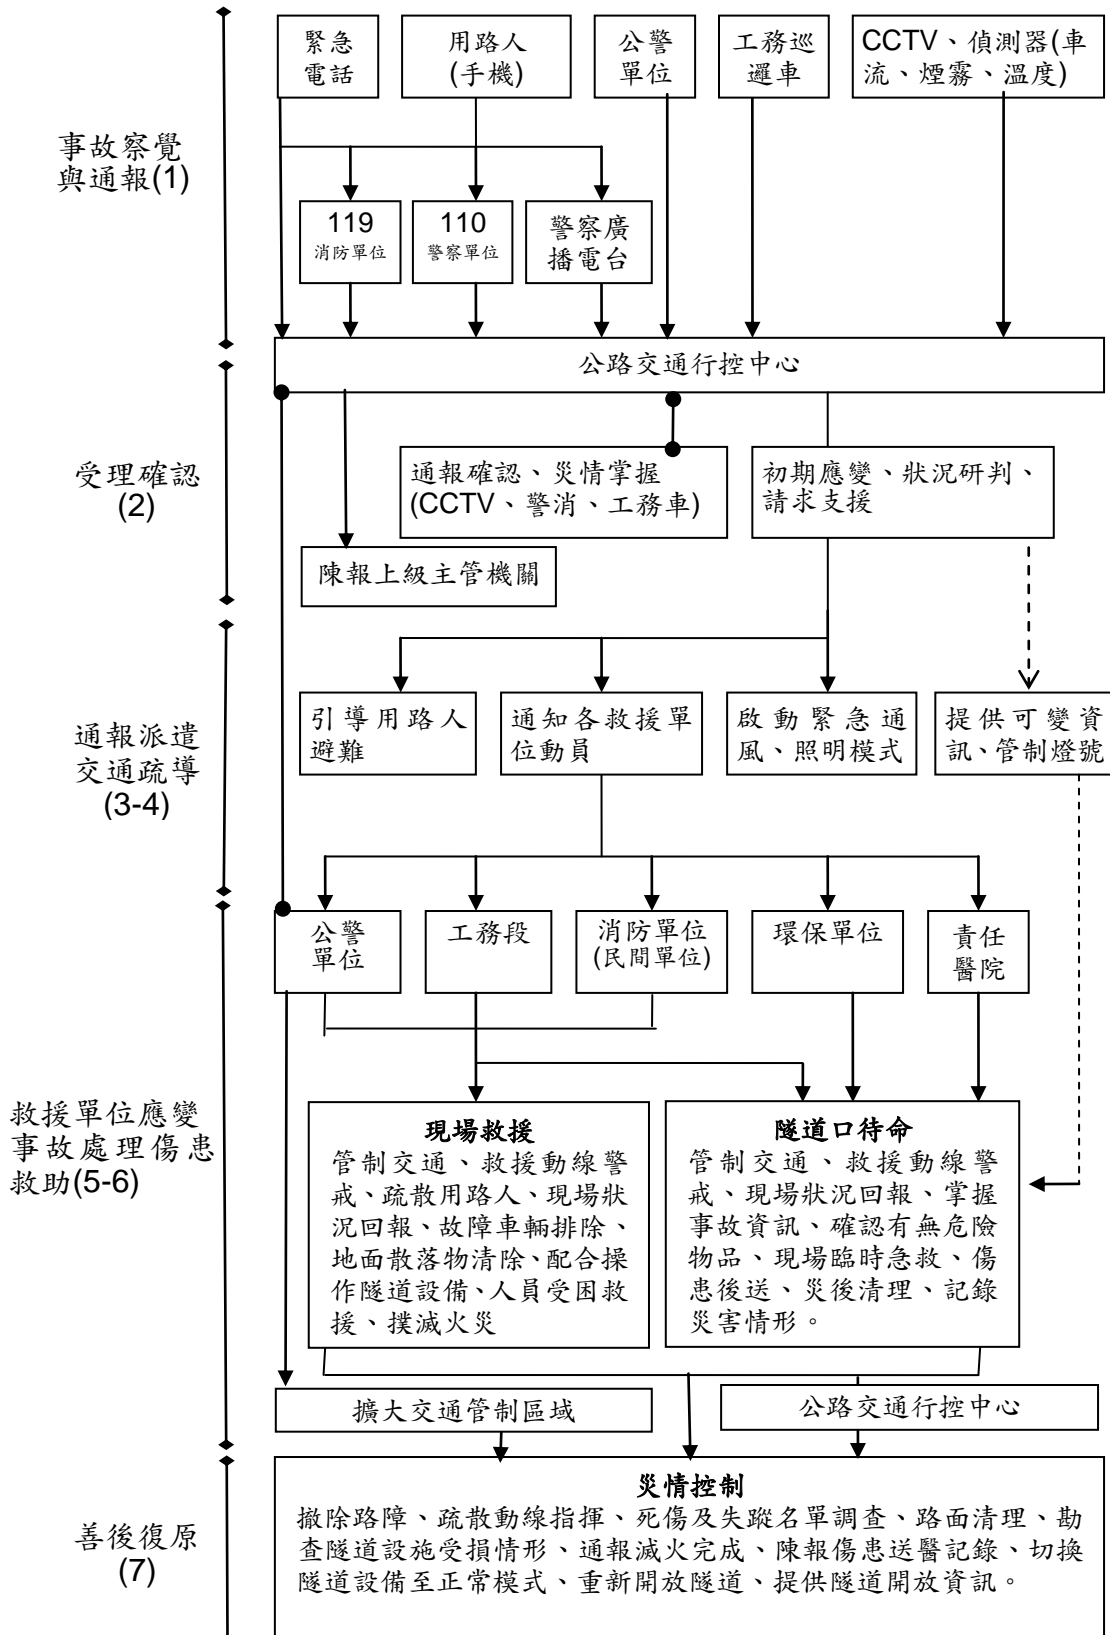 緊急
電話
用路人
(手機)
公警
單位
工務巡
邏車
CCTV、偵測器(車
流、煙霧、溫度)
事故察覺
與通報(1)
119
消防單位
110
警察單位
警察廣
播電台
公路交通行控中心
受理確認
(2)
通報確認、災情掌握
(CCTV、警消、工務車)
初期應變、狀況研判、
請求支援
陳報上級主管機關
通報派遣
交通疏導
(3-4)
引導用路人
避難
通知各救援單
位動員
啟動緊急通
風、照明模式
提供可變資
訊、管制燈號
公警
單位
工務段
消防單位
(民間單位)
環保單位
責任
醫院
救援單位應變
事故處理傷患
救助(5-6)
現場救援
管制交通、救援動線警
戒、疏散用路人、現場狀
況回報、故障車輛排除、
地面散落物清除、配合操
作隧道設備、人員受困救
援、撲滅火災
隧道口待命
管制交通、救援動線警
戒、現場狀況回報、掌握
事故資訊、確認有無危險
物品、現場臨時急救、傷
患後送、災後清理、記錄
災害情形。
擴大交通管制區域
公路交通行控中心
善後復原
(7)
災情控制
撤除路障、疏散動線指揮、死傷及失蹤名單調查、路面清理、勘
查隧道設施受損情形、通報滅火完成、陳報傷患送醫記錄、切換
隧道設備至正常模式、重新開放隧道、提供隧道開放資訊。